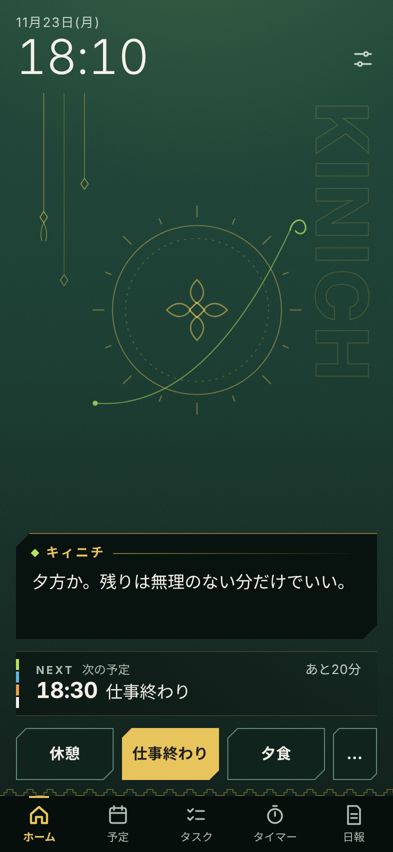 11月23日(月)
18:10
KINICH
キィニチ
夕方か。残りは無理のない分だけでいい。
NEXT 次の予定 あと20分
18:30 仕事終わり
休憩 仕事終わり 夕食 …
ホーム 予定 タスク タイマー 日報